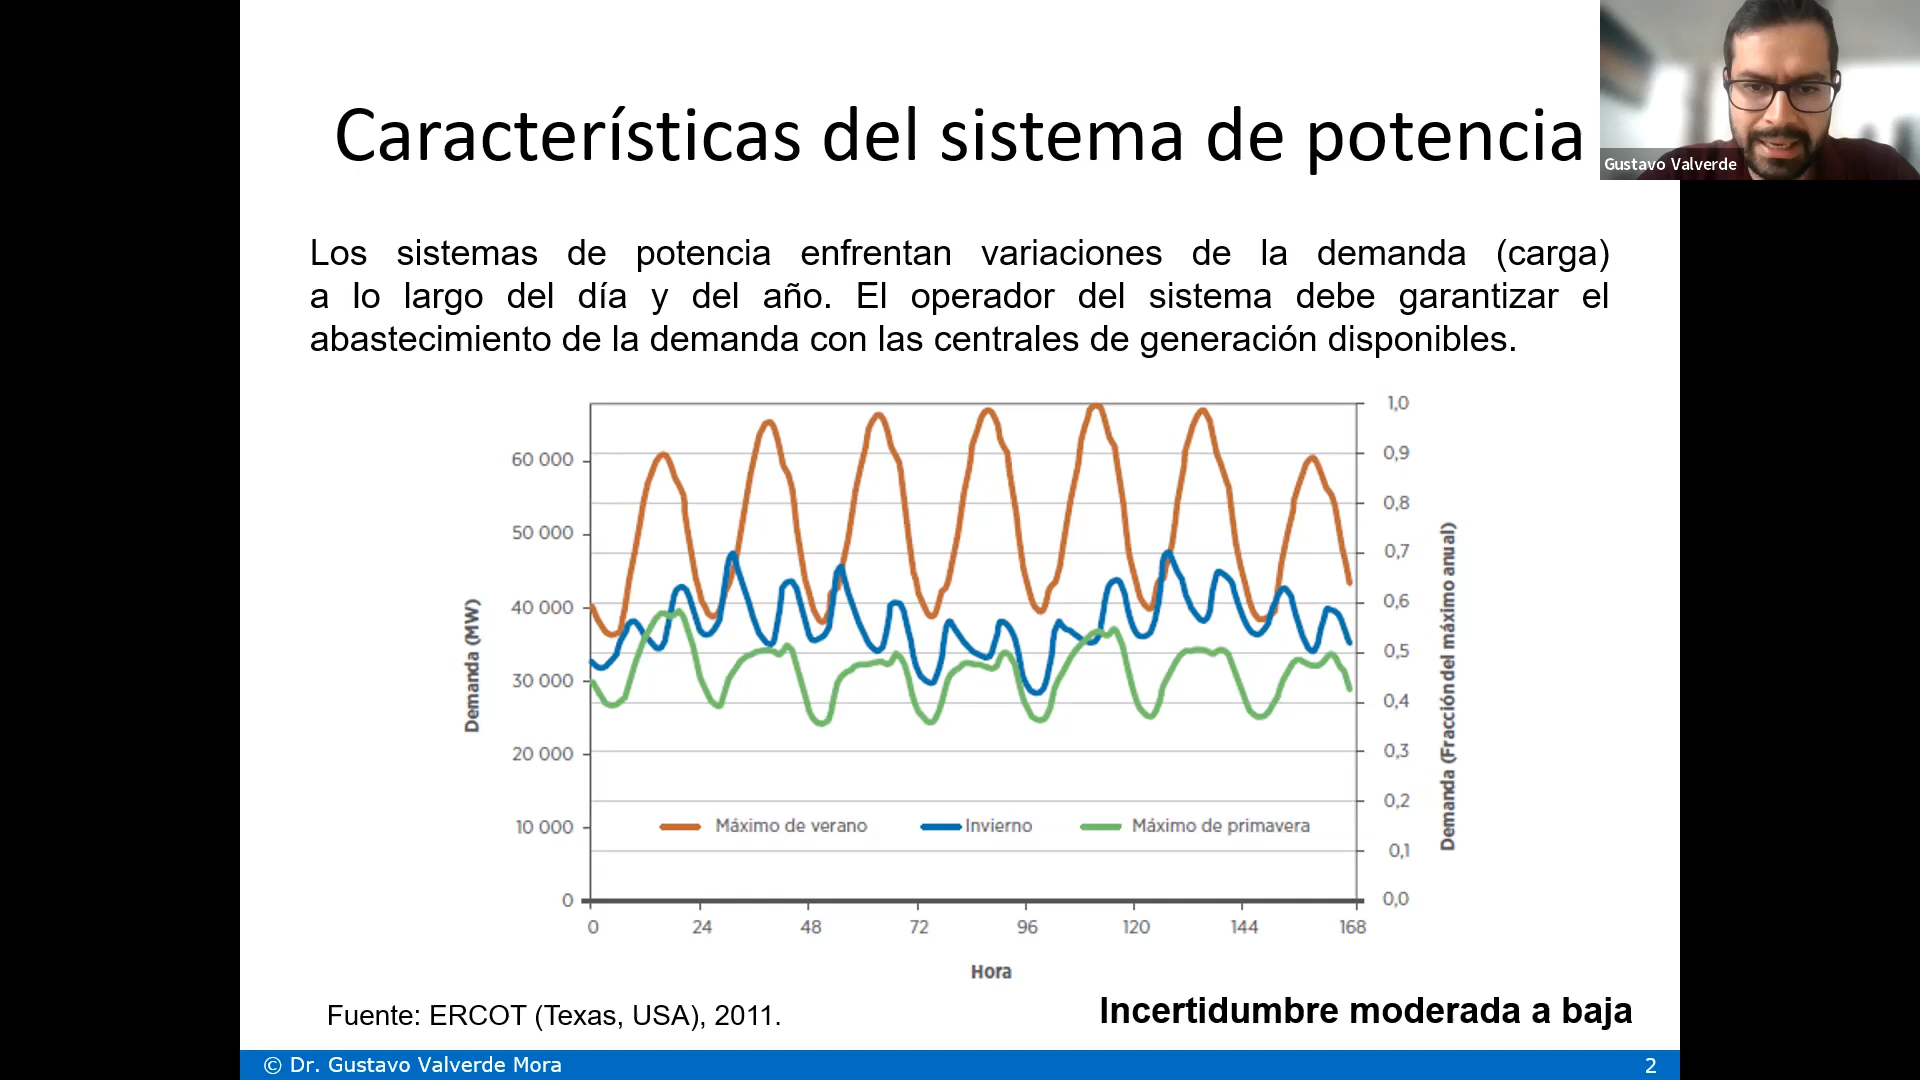 Características del sistema de potencia
Gustavo Valverde
Los sistemas de potencia enfrentan variaciones de la demanda (carga)
a lo largo del día y del año. El operador del sistema debe garantizar el
abastecimiento de la demanda con las centrales de generación disponibles.
Demanda (MW)
60 000
50 000
40 000
30 000
20 000
10 000
0
1,0
0,9
0,8
0,7
0,6
0,5
0,4
0,3
0,2
0,1
0,0
Demanda (Fracción del máximo anual)
Máximo de verano
Invierno
Máximo de primavera
0 24 48 72 96 120 144 168
Hora
Fuente: ERCOT (Texas, USA), 2011.
Incertidumbre moderada a baja
© Dr. Gustavo Valverde Mora
2